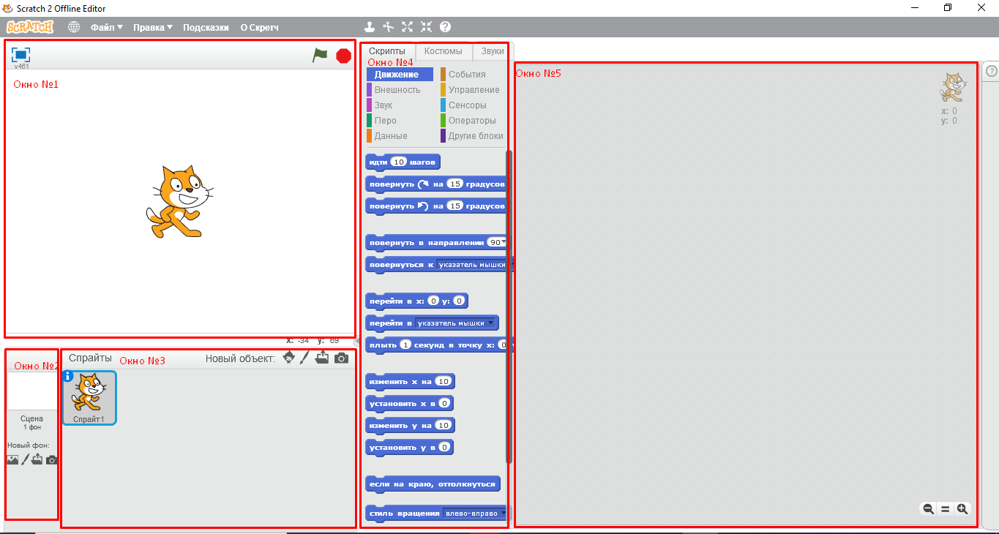 Scratch 2 Offline Editor
SCRATCH Файл Правка Подсказки О Скретч
v461
Окно №1
x: -34 y: 69
Окно №2
Сцена
1 фон
Новый фон:
Спрайты Окно №3 Новый объект:
Спрайт1
Скрипты Костюмы Звуки
Окно №4
Движение События
Внешность Управление
Звук Сенсоры
Перо Операторы
Данные Другие блоки
идти 10 шагов
повернуть на 15 градусов
повернуть на 15 градусов
повернуть в направлении 90
повернуться к указатель мышки
перейти в x: 0 y: 0
перейти в указатель мышки
плыть 1 секунд в точку x: 0
изменить x на 10
установить x в 0
изменить y на 10
установить y в 0
если на краю, оттолкнуться
стиль вращения влево-вправо
Окно №5
x: 0
y: 0